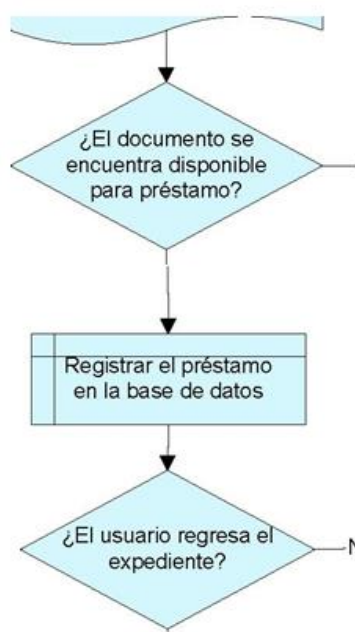 ¿El documento se
encuentra disponible
para préstamo?
Registrar el préstamo
en la base de datos
¿El usuario regresa el
expediente?
N